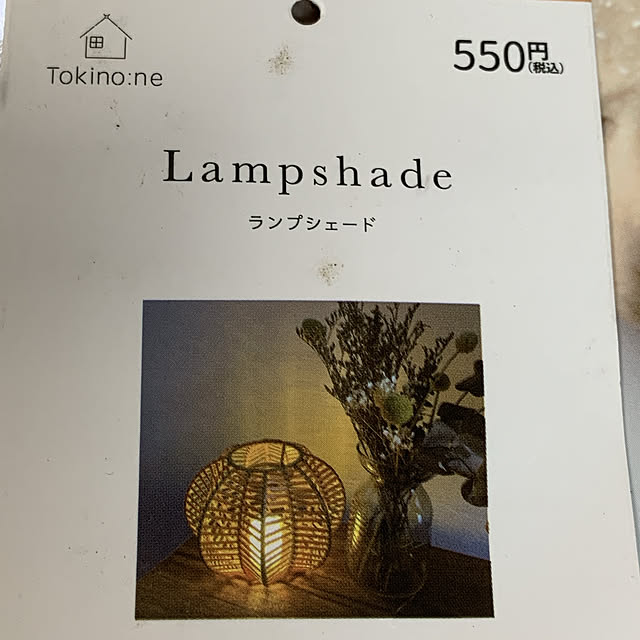 Tokino:ne
550円
(税込)
Lampshade
ランプシェード